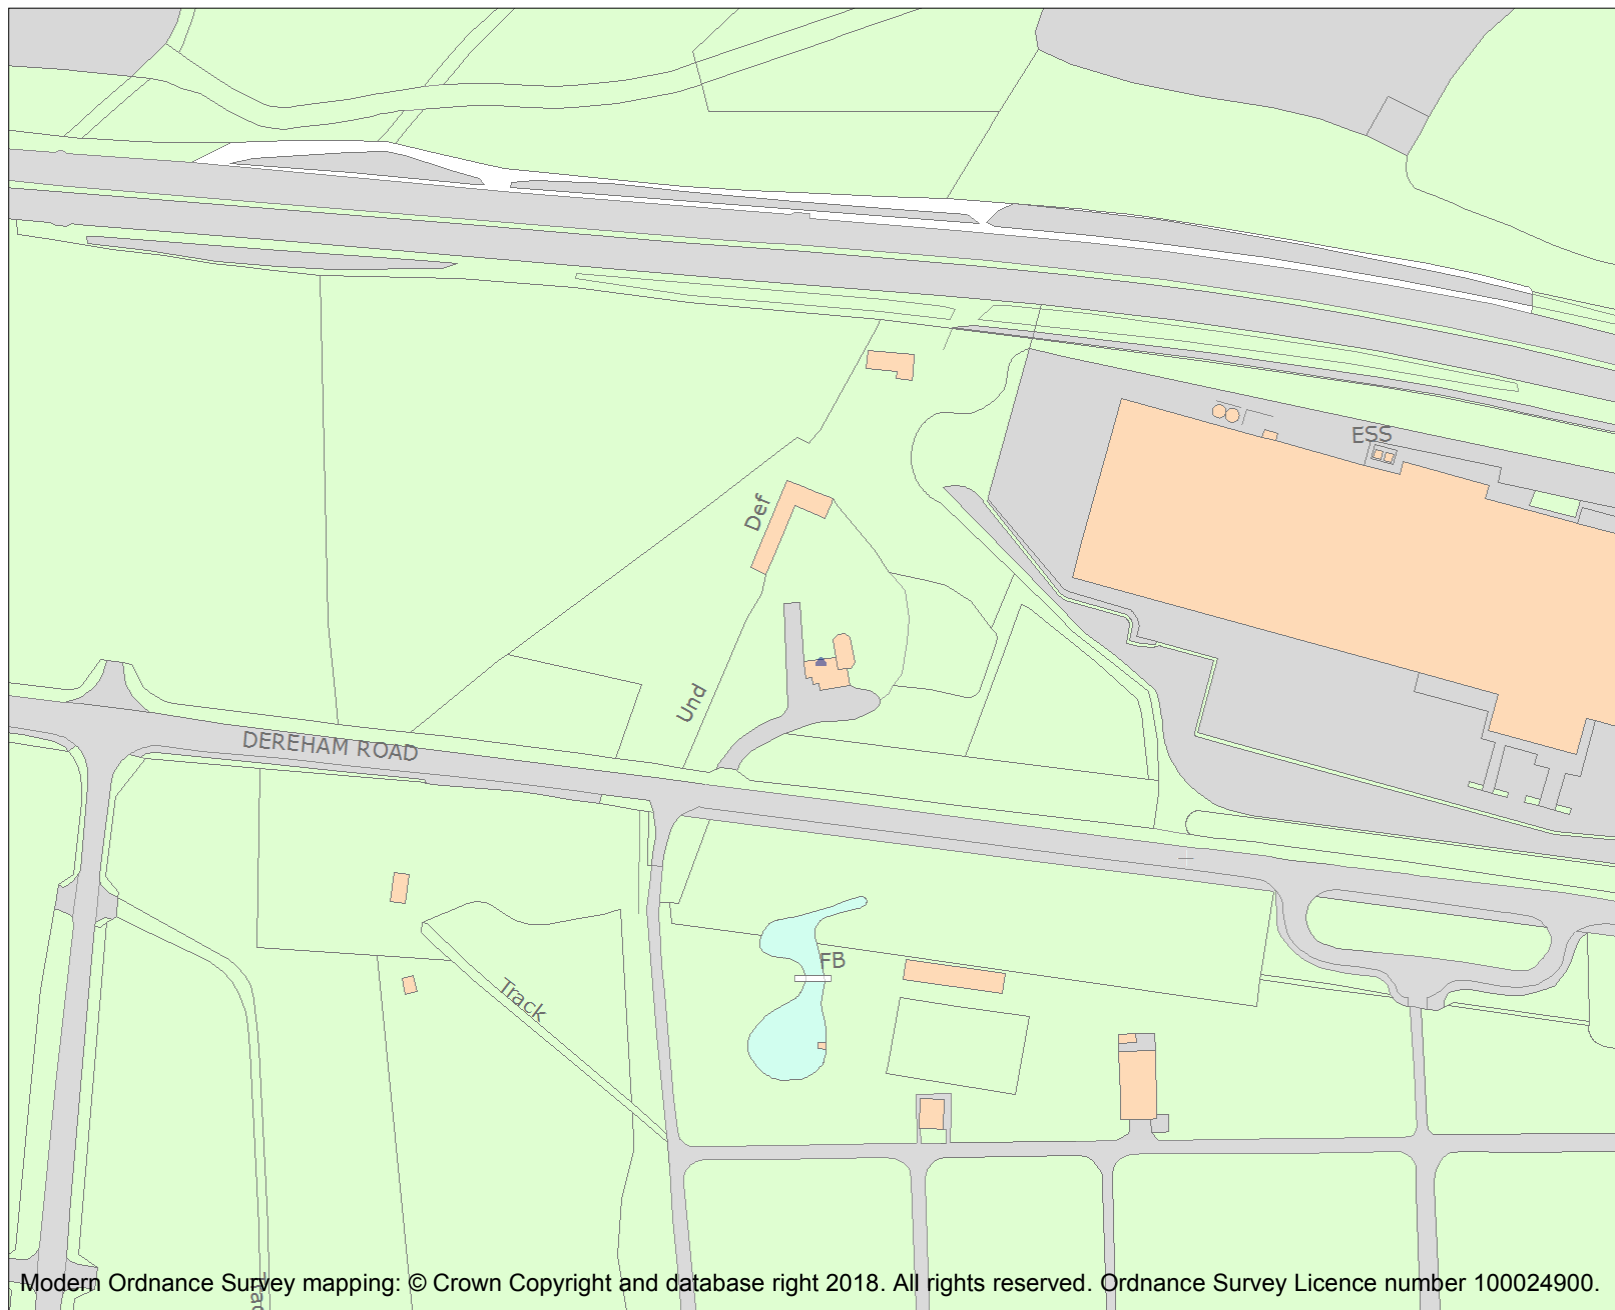 ESS
Def
Und
DEREHAM ROAD
FB
Track
Modern Ordnance Survey mapping: © Crown Copyright and database right 2018. All rights reserved. Ordnance Survey Licence number 100024900.